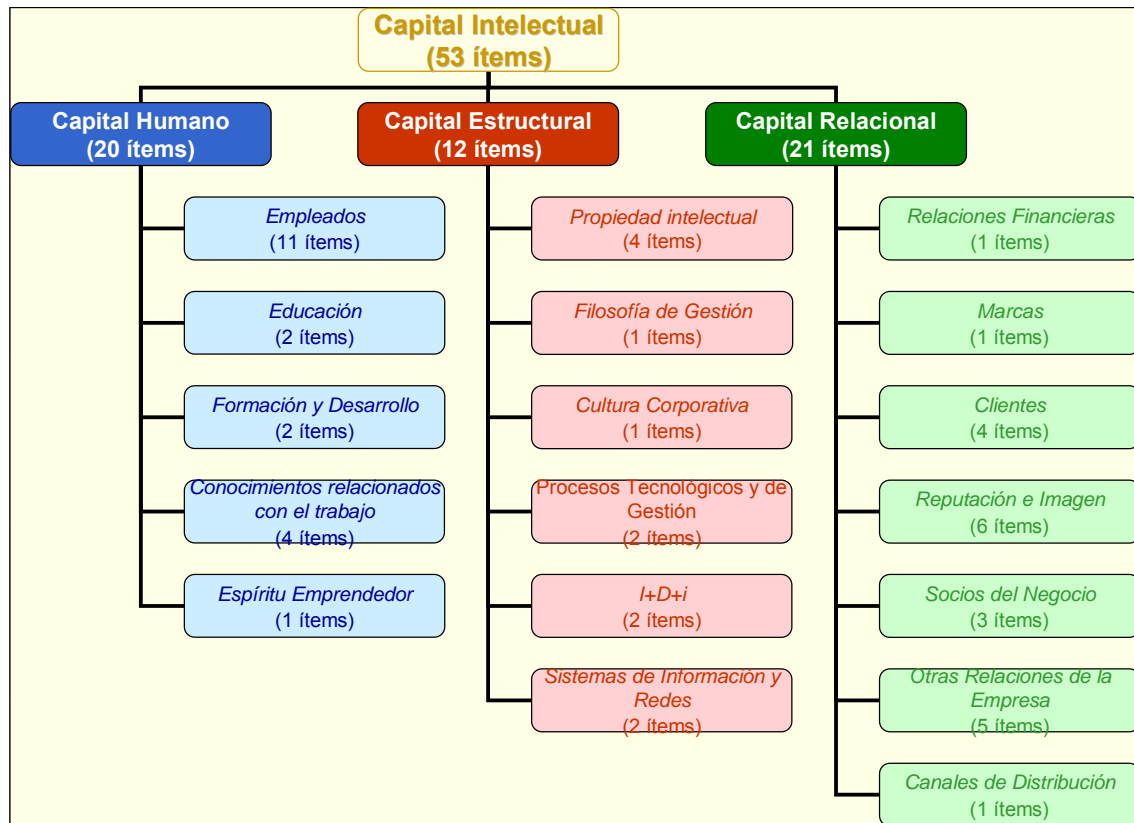 Capital Intelectual
(53 ítems)
Capital Humano
(20 ítems)
Capital Estructural
(12 ítems)
Capital Relacional
(21 ítems)
Empleados
(11 ítems)
Educación
(2 ítems)
Formación y Desarrollo
(2 ítems)
Conocimientos relacionados
con el trabajo
(4 ítems)
Espíritu Emprendedor
(1 ítems)
Propiedad intelectual
(4 ítems)
Filosofía de Gestión
(1 ítems)
Cultura Corporativa
(1 ítems)
Procesos Tecnológicos y de
Gestión
(2 ítems)
I+D+i
(2 ítems)
Sistemas de Información y
Redes
(2 ítems)
Relaciones Financieras
(1 ítems)
Marcas
(1 ítems)
Clientes
(4 ítems)
Reputación e Imagen
(6 ítems)
Socios del Negocio
(3 ítems)
Otras Relaciones de la
Empresa
(5 ítems)
Canales de Distribución
(1 ítems)